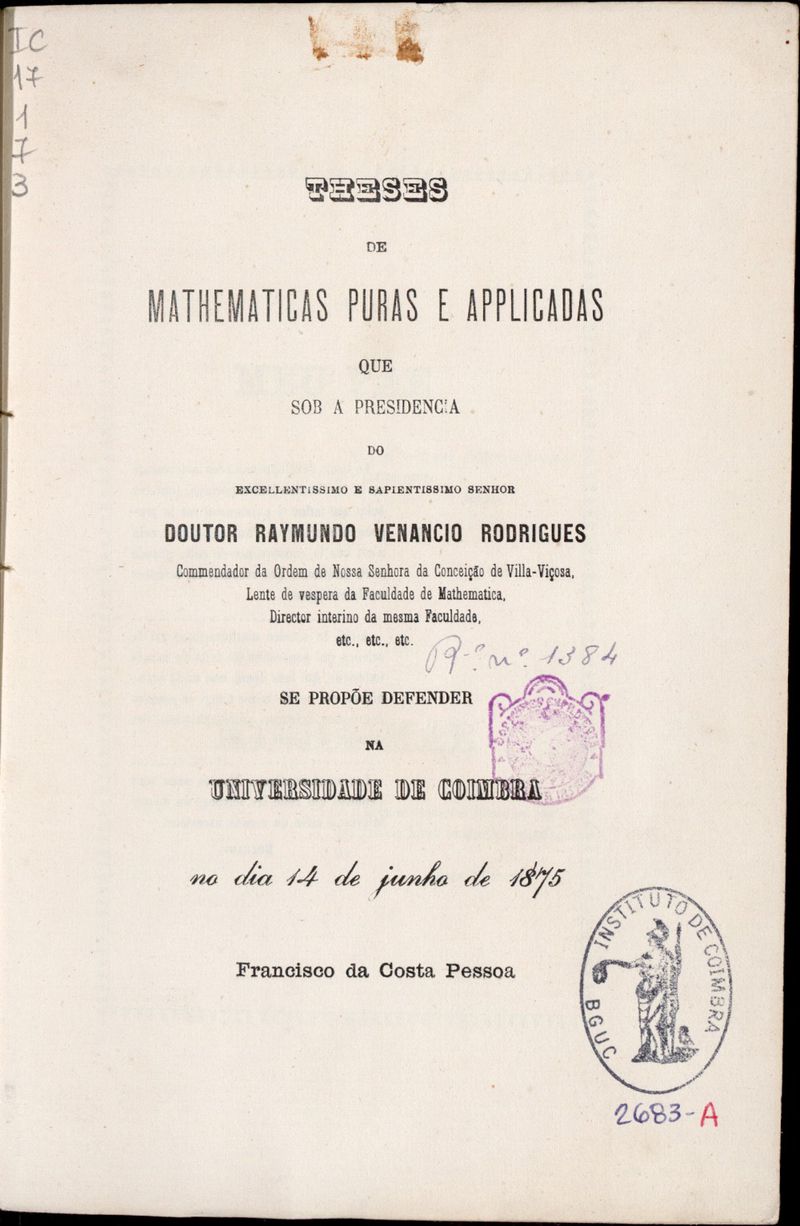 IC
17
1
7
3
THESES
DE
MATHEMATICAS PURAS E APPLICADAS
QUE
SOB A PRESIDENCIA
DO
EXCELLENTISSIMO E SAPIENTISSIMO SENHOR
DOUTOR RAYMUNDO VENANCIO RODRIGUES
Commendador da Ordem de Nossa Senhora da Conceição de Villa-Viçosa,
Lente de vespera da Faculdade de Mathematica,
Director interino da mesma Faculdade,
etc., etc., etc.
nº 1384
SE PROPÕE DEFENDER
NA
UNIVERSIDADE DE COIMBRA
no dia 14 de junho de 1875
Francisco da Costa Pessoa
INSTITUTO DE COIMBRA
BGUC
2683-A